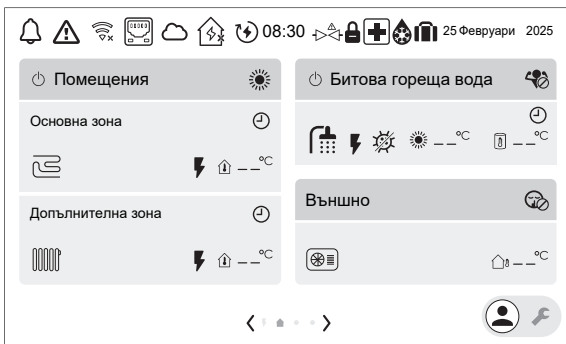 08:30 25 Февруари 2025
Помещения
Основна зона
_ _°C
Допълнителна зона
_ _°C
Битова гореща вода
_ _°C _ _°C
Външно
_ _°C